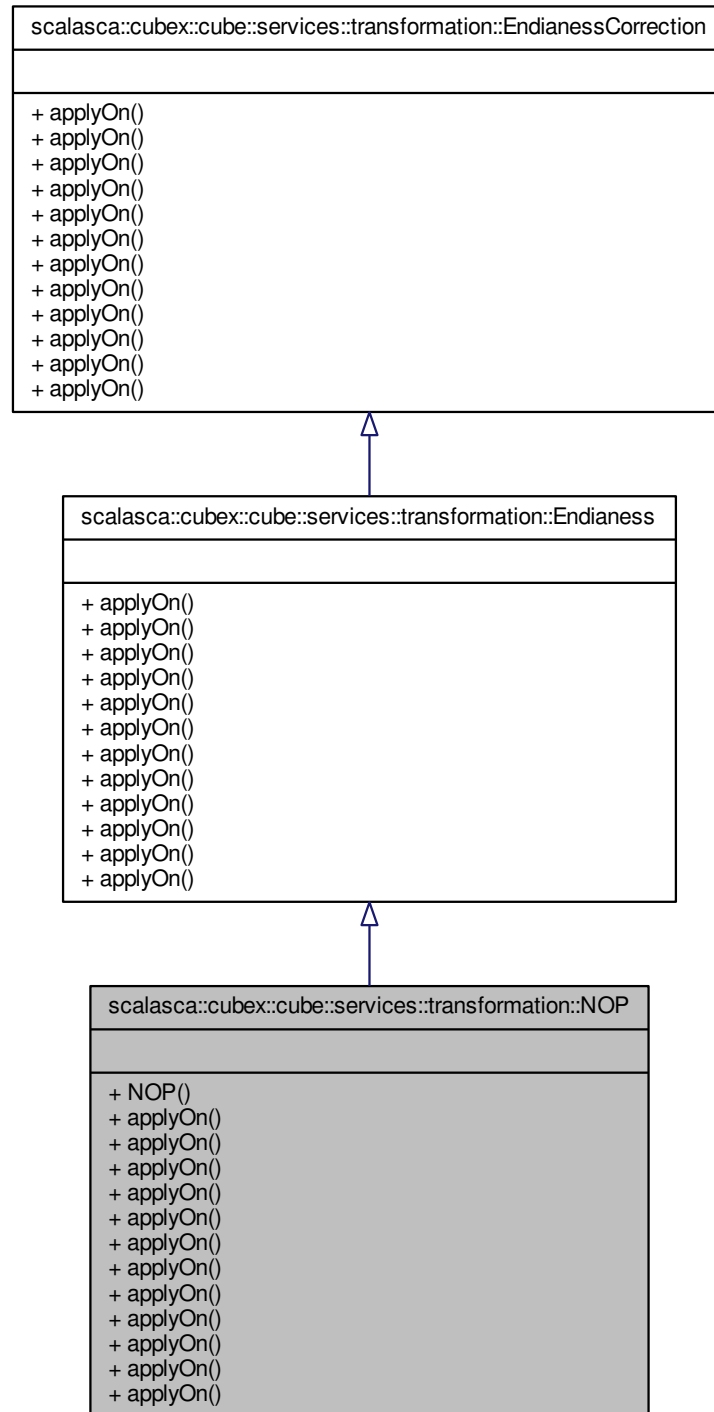 scalasca::cubex::cube::services::transformation::EndianessCorrection
+ applyOn()
+ applyOn()
+ applyOn()
+ applyOn()
+ applyOn()
+ applyOn()
+ applyOn()
+ applyOn()
+ applyOn()
+ applyOn()
+ applyOn()
+ applyOn()
scalasca::cubex::cube::services::transformation::Endianess
+ applyOn()
+ applyOn()
+ applyOn()
+ applyOn()
+ applyOn()
+ applyOn()
+ applyOn()
+ applyOn()
+ applyOn()
+ applyOn()
+ applyOn()
+ applyOn()
scalasca::cubex::cube::services::transformation::NOP
+ NOP()
+ applyOn()
+ applyOn()
+ applyOn()
+ applyOn()
+ applyOn()
+ applyOn()
+ applyOn()
+ applyOn()
+ applyOn()
+ applyOn()
+ applyOn()
+ applyOn()